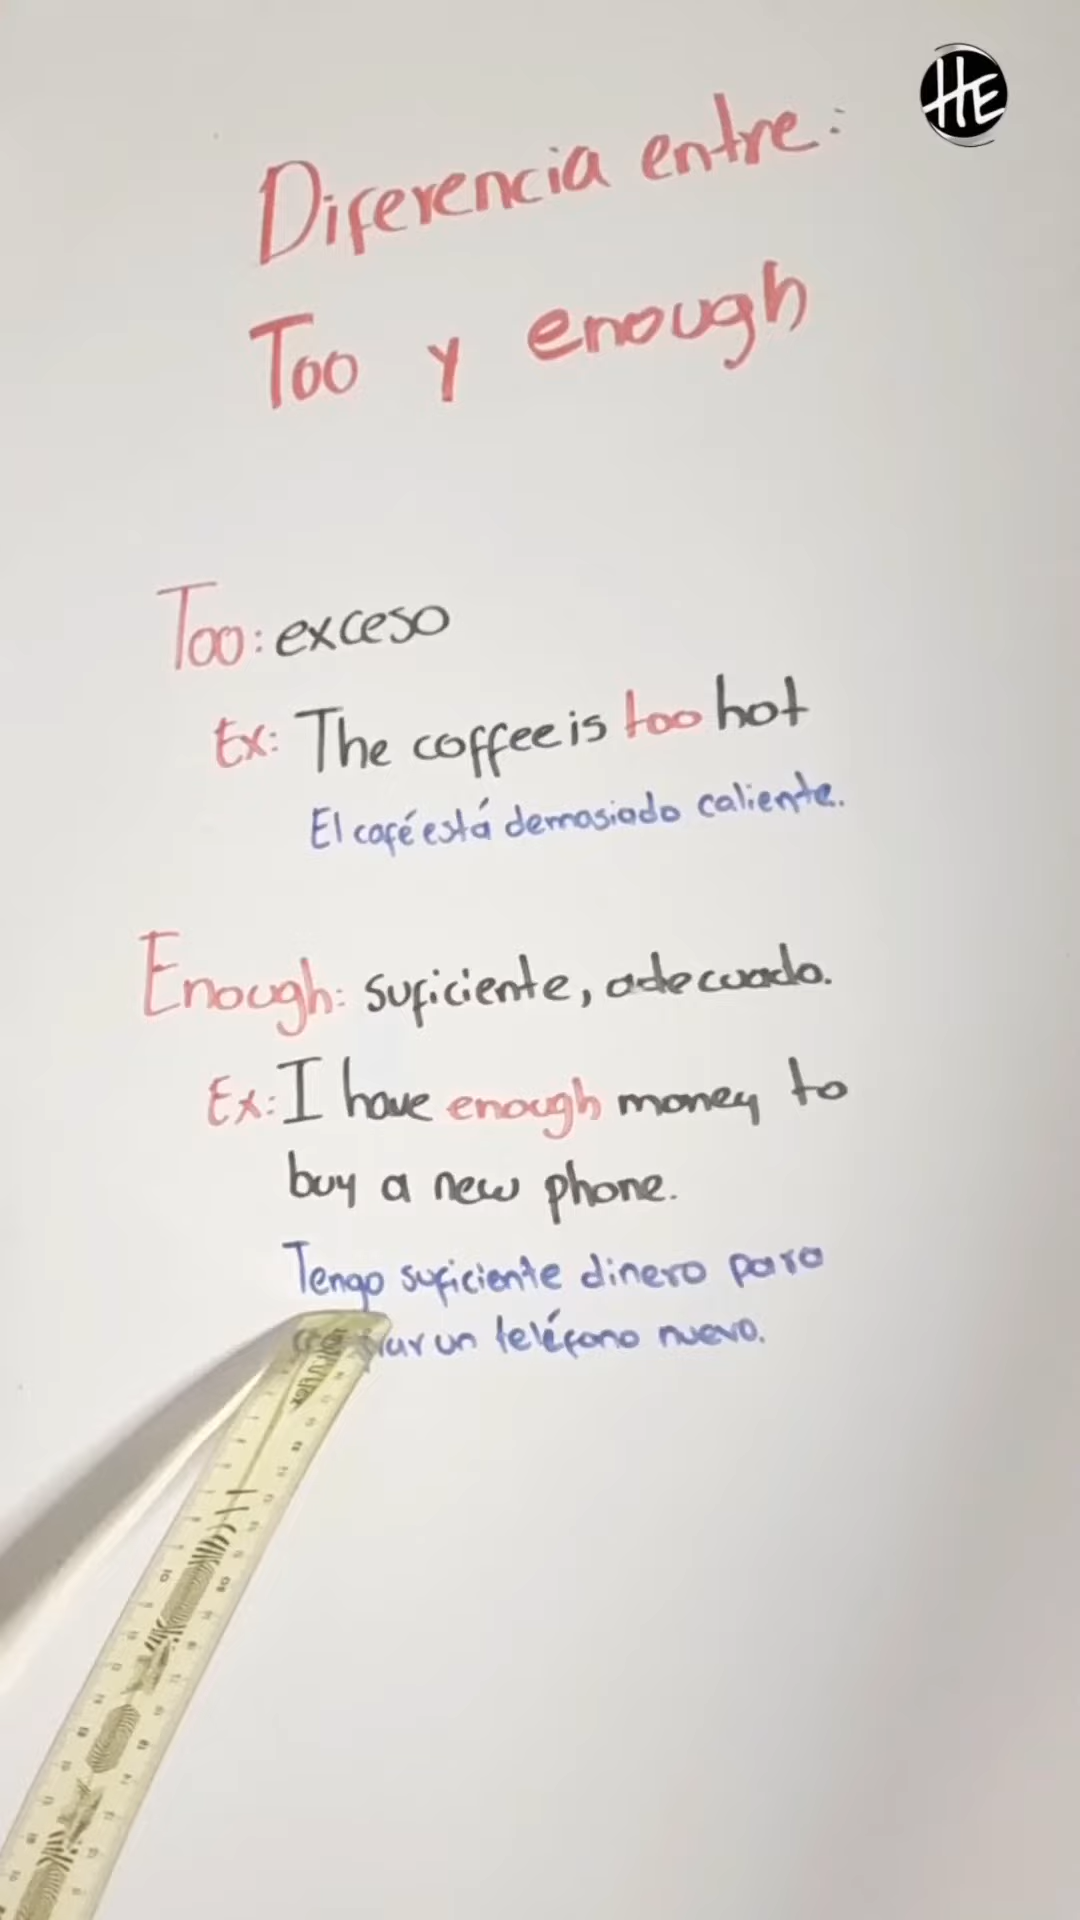 HE
Diferencia entre:
Too y enough
Too: exceso
Ex: The coffee is too hot
El café está demasiado caliente.
Enough: suficiente, adecuado.
Ex: I have enough money to
buy a new phone.
Tengo suficiente dinero para
un teléfono nuevo.